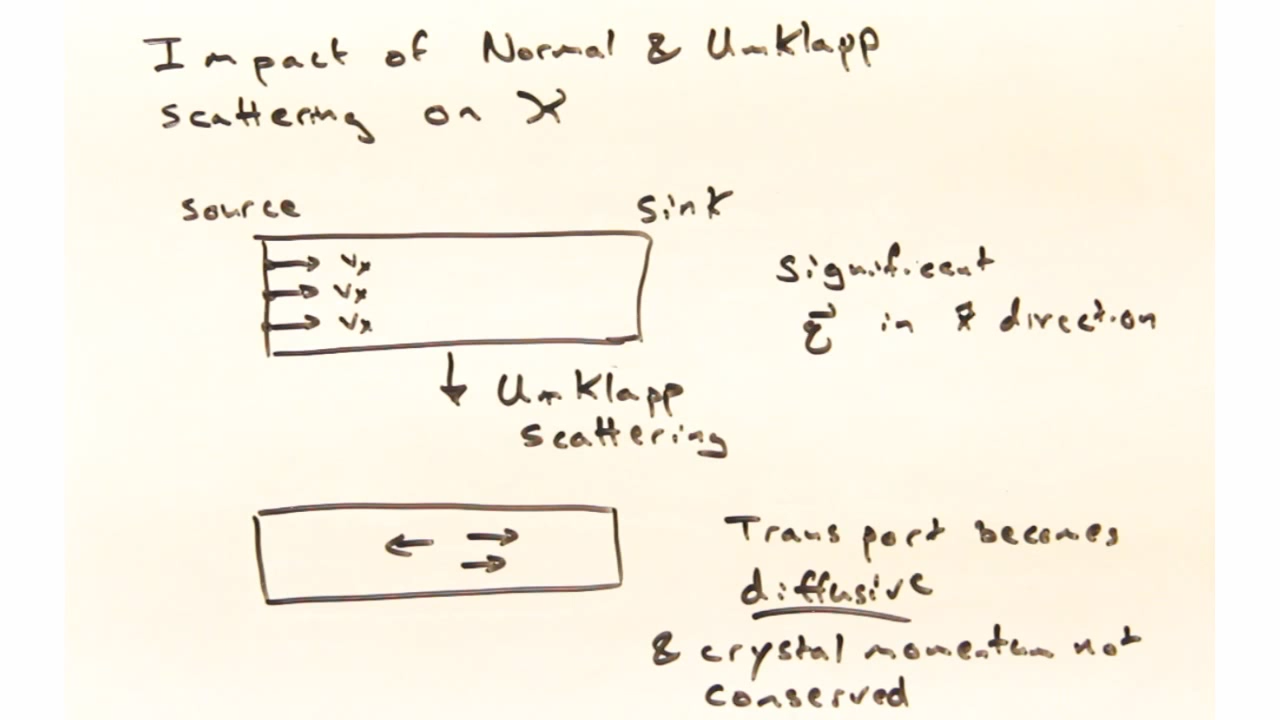 Impact of Normal & Umklapp
scattering on ϰ
source
sink
vx
vx
vx
significant
q⃗ in x̂ direction
Umklapp
scattering
Transport becomes
diffusive
& crystal momentum not
conserved